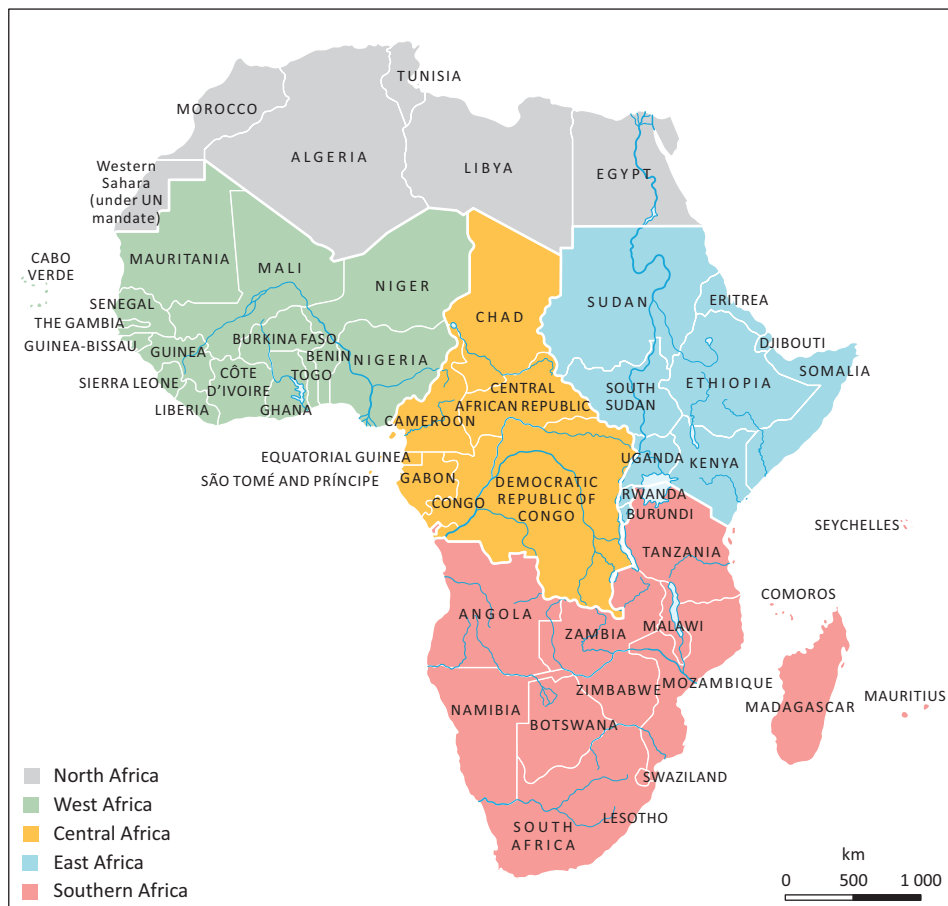 TUNISIA
MOROCCO
ALGERIA
LIBYA
EGYPT
Western
Sahara
(under UN
mandate)
CABO
VERDE
MAURITANIA
MALI
NIGER
CHAD
SUDAN
ERITREA
SENEGAL
THE GAMBIA
GUINEA-BISSAU
GUINEA
BURKINA FASO
BENIN
NIGERIA
DJIBOUTI
SOMALIA
SIERRA LEONE
CÔTE
D'IVOIRE
TOGO
LIBERIA
GHANA
CENTRAL
AFRICAN REPUBLIC
SOUTH
SUDAN
ETHIOPIA
CAMEROON
EQUATORIAL GUINEA
UGANDA
KENYA
SÃO TOMÉ AND PRÍNCIPE
GABON
CONGO
DEMOCRATIC
REPUBLIC OF
CONGO
RWANDA
BURUNDI
SEYCHELLES
TANZANIA
COMOROS
ANGOLA
ZAMBIA
MALAWI
NAMIBIA
ZIMBABWE
MOZAMBIQUE
MADAGASCAR
MAURITIUS
BOTSWANA
SWAZILAND
LESOTHO
SOUTH
AFRICA
North Africa
West Africa
Central Africa
East Africa
Southern Africa
km
0 500 1 000